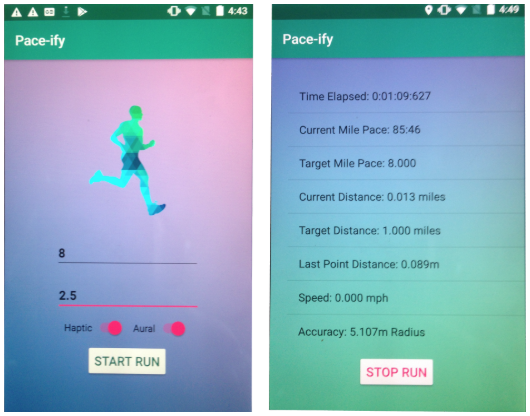 4:43
Pace-ify
8
2.5
Haptic
Aural
START RUN
4:49
Pace-ify
Time Elapsed: 0:01:09:627
Current Mile Pace: 85:46
Target Mile Pace: 8.000
Current Distance: 0.013 miles
Target Distance: 1.000 miles
Last Point Distance: 0.089m
Speed: 0.000 mph
Accuracy: 5.107m Radius
STOP RUN